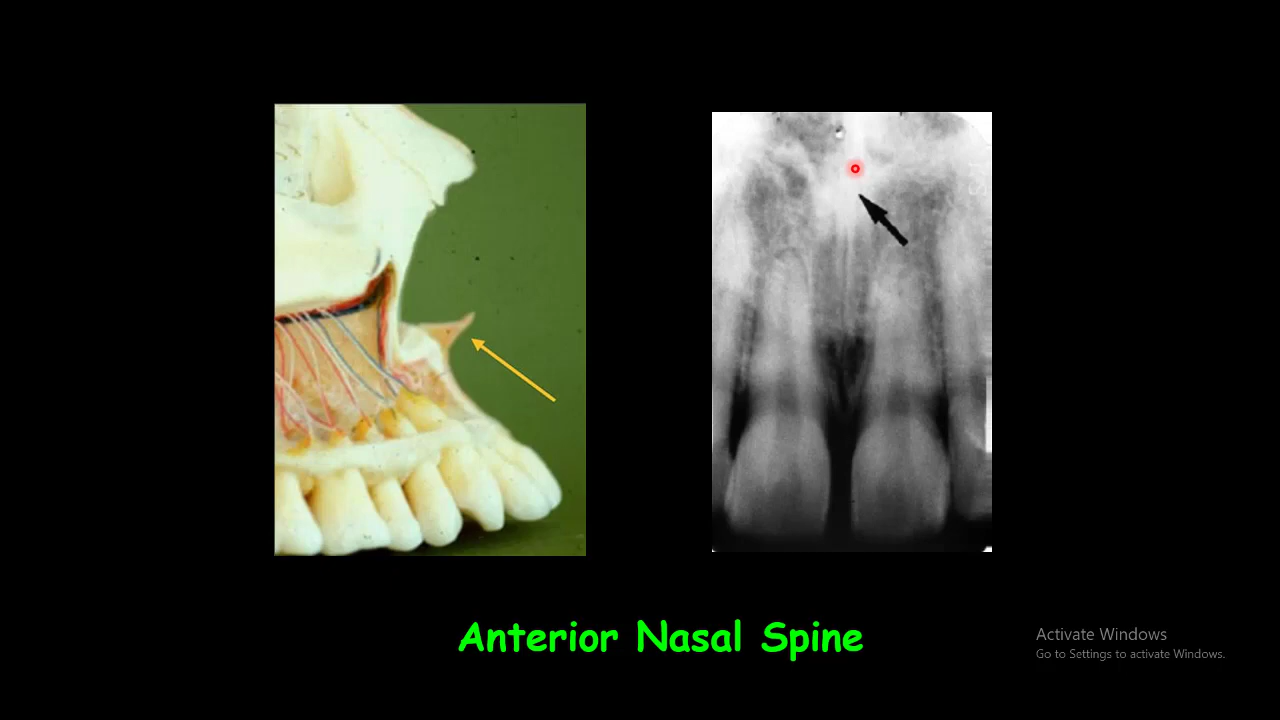 Anterior Nasal Spine
Activate Windows
Go to Settings to activate Windows.